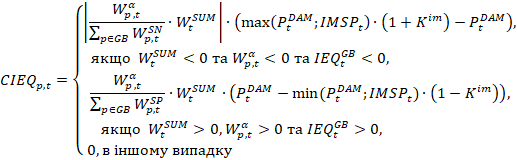 CIEQ_{p,t} = { |W^α_{p,t} / ∑_{p∈GB} W^{SN}_{p,t} · W^{SUM}_t| · (max(P^{DAM}_t; IMSP_t) · (1 + K^{im}) − P^{DAM}_t),
якщо W^{SUM}_t < 0 та W^α_{p,t} < 0 та IEQ^{GB}_t < 0,
W^α_{p,t} / ∑_{p∈GB} W^{SP}_{p,t} · W^{SUM}_t · (P^{DAM}_t − min(P^{DAM}_t; IMSP_t) · (1 − K^{im})),
якщо W^{SUM}_t > 0, W^α_{p,t} > 0 та IEQ^{GB}_t > 0,
0, в іншому випадку